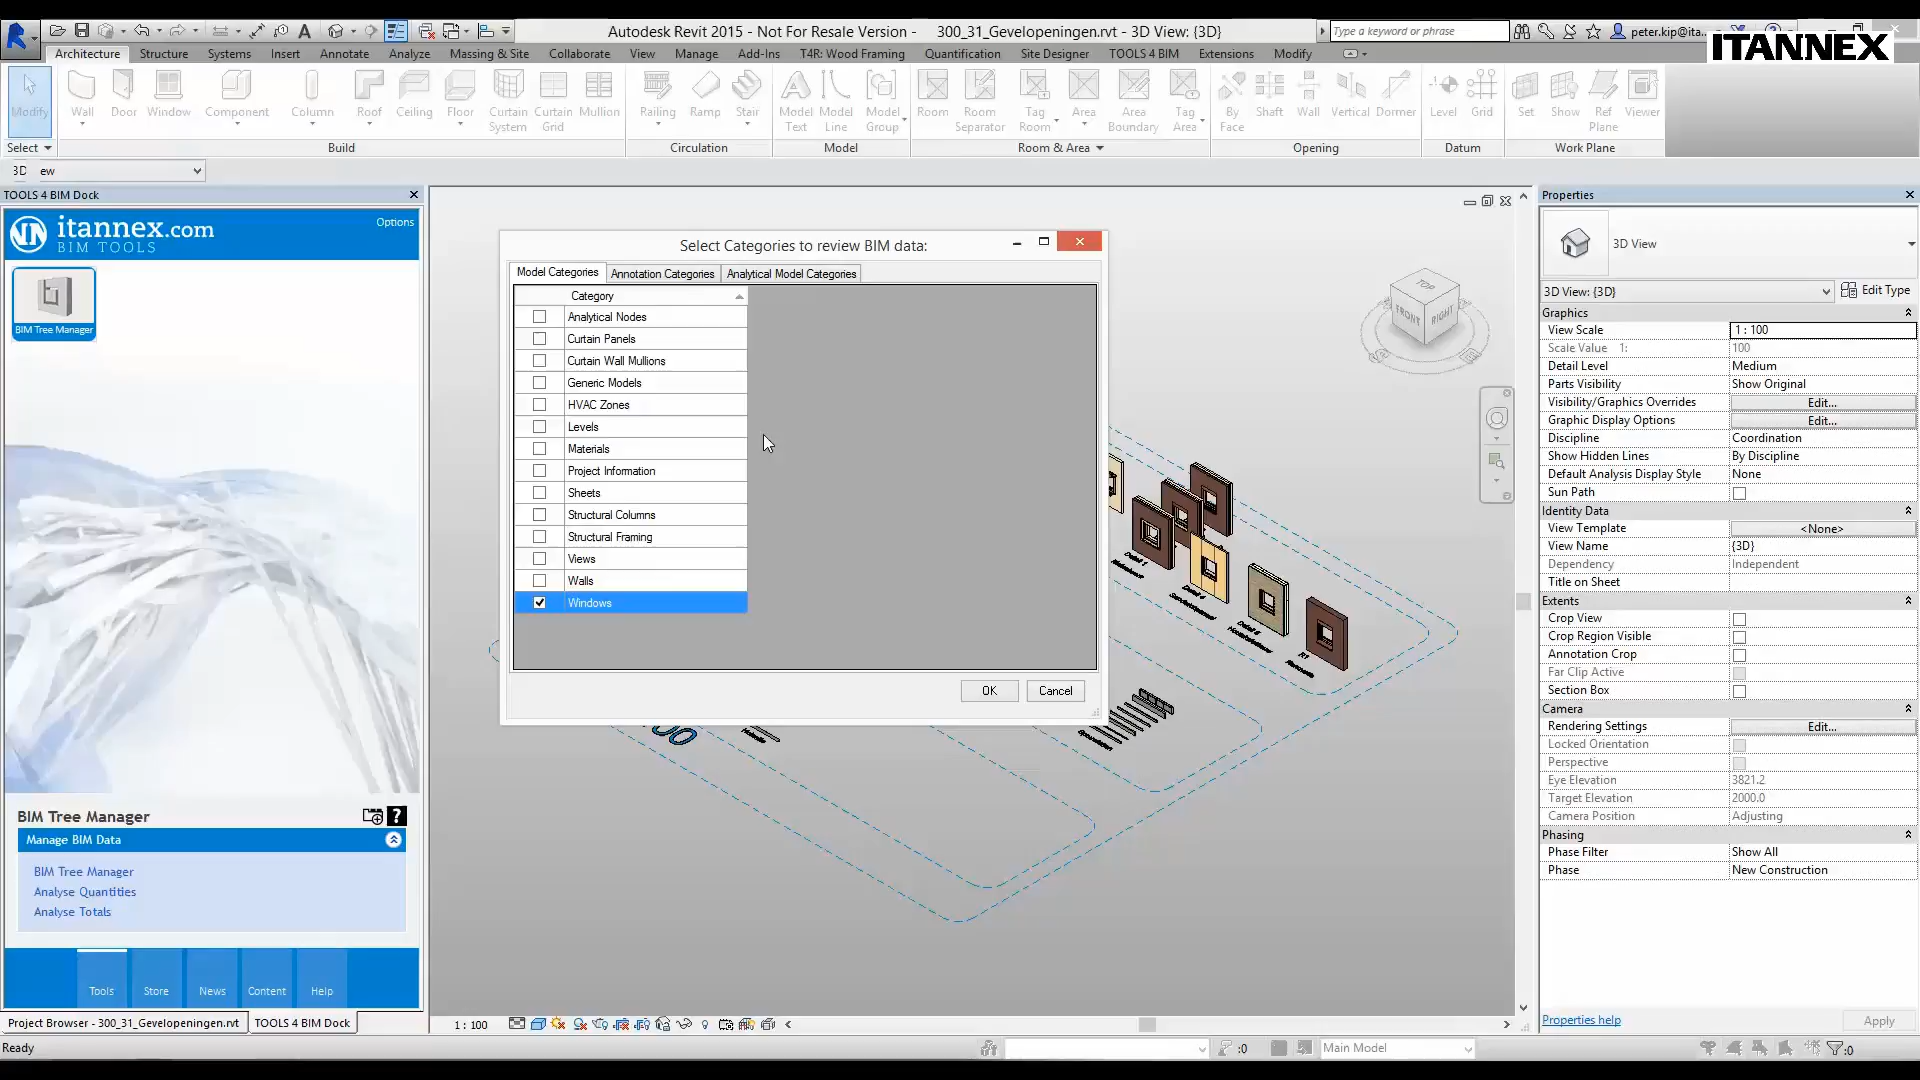 Autodesk Revit 2015 - Not For Resale Version - 300_31_Gevelopeningen.rvt - 3D View: {3D}
Type a keyword or phrase
peter.kip@ita...
ITANNEX
Architecture Structure Systems Insert Annotate Analyze Massing & Site Collaborate View Manage Add-Ins T4R: Wood Framing Quantification Site Designer TOOLS 4 BIM Extensions Modify
Modify Wall Door Window Component Column Roof Ceiling Floor Curtain System Curtain Grid Mullion Railing Ramp Stair Model Text Model Line Model Group Room Room Separator Tag Room Area Area Boundary Tag Area By Face Shaft Wall Vertical Dormer Level Grid Set Show Ref Plane Viewer
Select Build Circulation Model Room & Area Opening Datum Work Plane
3D ew
TOOLS 4 BIM Dock
itannex.com
BIM TOOLS
Options
BIM Tree Manager
BIM Tree Manager
?
Manage BIM Data
BIM Tree Manager
Analyse Quantities
Analyse Totals
Tools Store News Content Help
Project Browser - 300_31_Gevelopeningen.rvt TOOLS 4 BIM Dock
Ready
Select Categories to review BIM data:
Model Categories Annotation Categories Analytical Model Categories
Category
Analytical Nodes
Curtain Panels
Curtain Wall Mullions
Generic Models
HVAC Zones
Levels
Materials
Project Information
Sheets
Structural Columns
Structural Framing
Views
Walls
Windows
OK Cancel
TOP
FRONT RIGHT
1 : 100
:0
Main Model
:0
Properties
3D View
3D View: {3D} Edit Type
Graphics
View Scale 1 : 100
Scale Value 1: 100
Detail Level Medium
Parts Visibility Show Original
Visibility/Graphics Overrides Edit...
Graphic Display Options Edit...
Discipline Coordination
Show Hidden Lines By Discipline
Default Analysis Display Style None
Sun Path
Identity Data
View Template <None>
View Name {3D}
Dependency Independent
Title on Sheet
Extents
Crop View
Crop Region Visible
Annotation Crop
Far Clip Active
Section Box
Camera
Rendering Settings Edit...
Locked Orientation
Perspective
Eye Elevation 3821.2
Target Elevation 2000.0
Camera Position Adjusting
Phasing
Phase Filter Show All
Phase New Construction
Properties help Apply